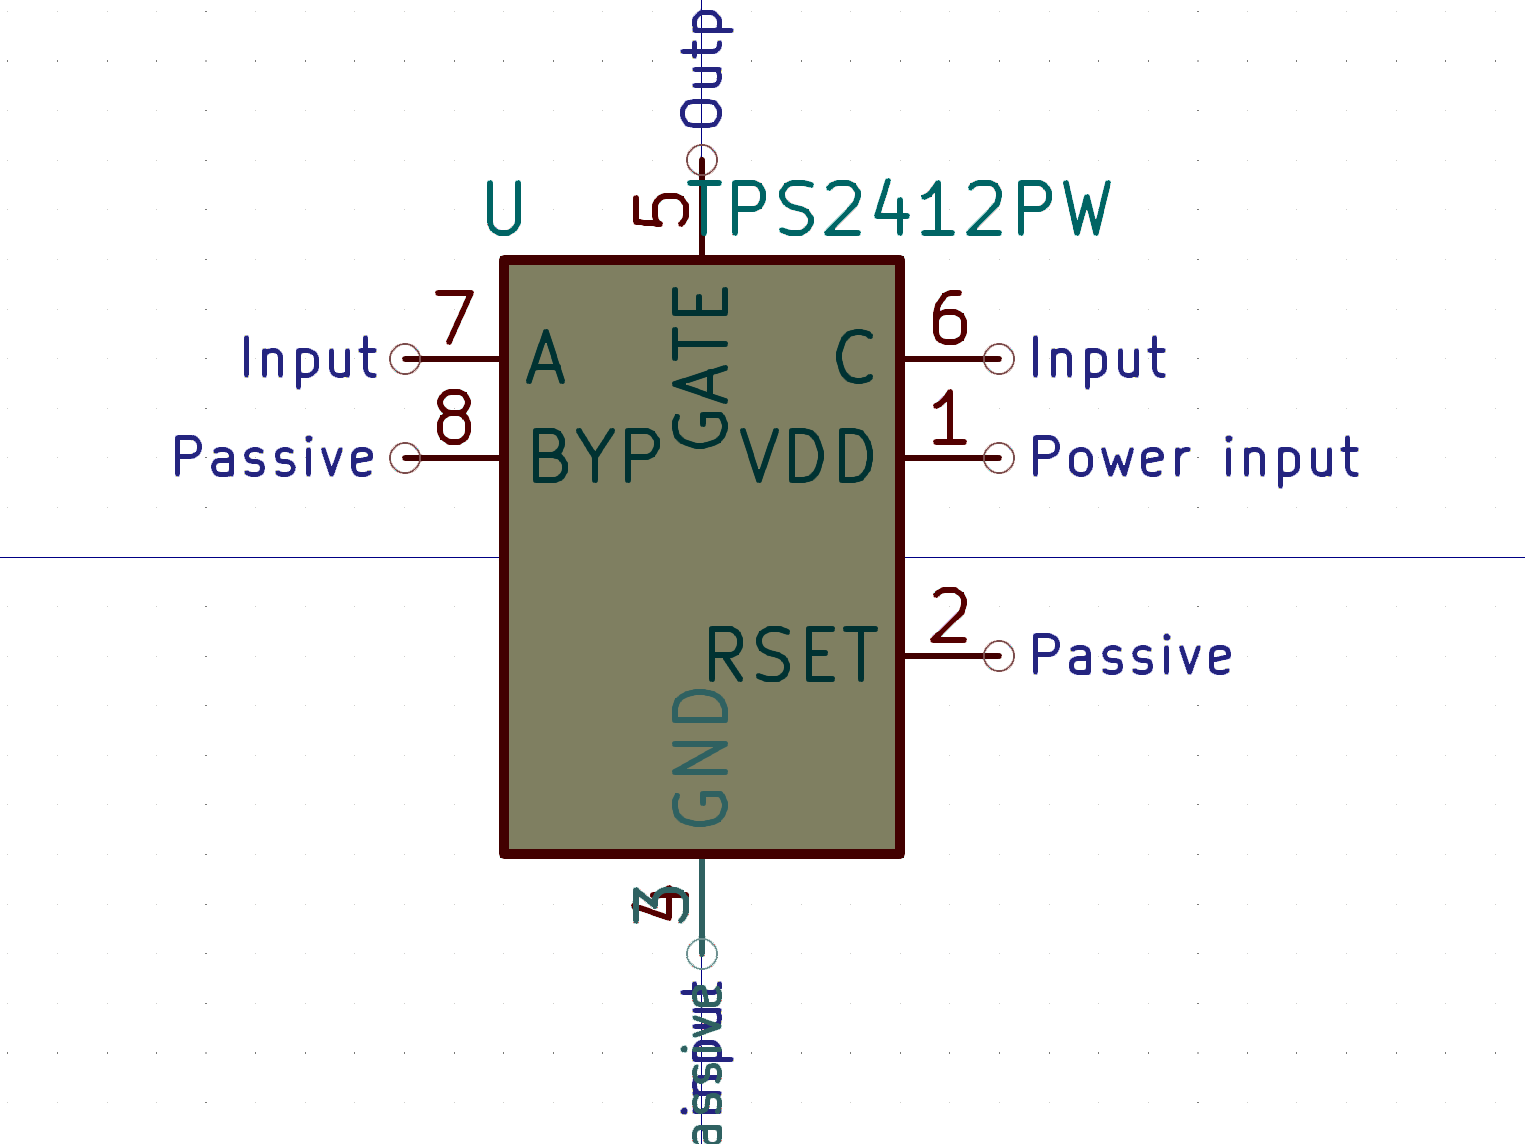 Outp
U
5
TPS2412PW
7
6
Input
A
GATE
C
Input
8
1
Passive
BYP
VDD
Power input
2
RSET
Passive
GND
4
3